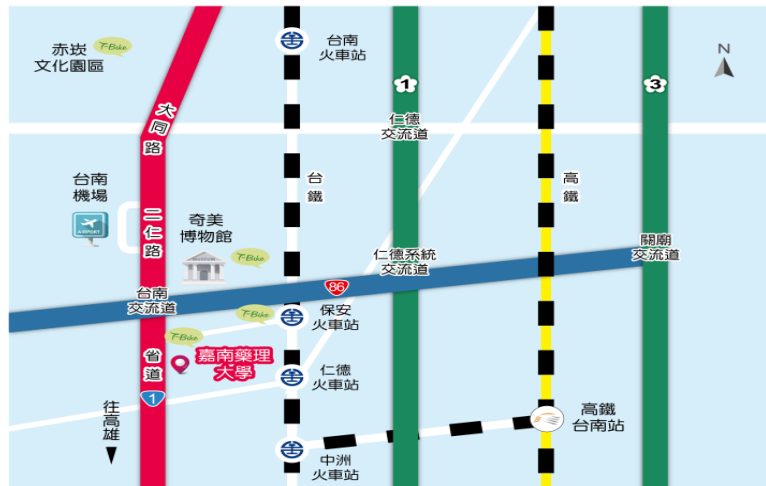 赤崁
文化園區
T-Bike
台南
火車站
N
1
3
大同路
仁德
交流道
台南
機場
AIRPORT
二仁路
奇美
博物館
T-Bike
台鐵
高鐵
仁德系統
交流道
關廟
交流道
台南
交流道
86
T-Bike
保安
火車站
T-Bike
省道
嘉南藥理
大學
1
仁德
火車站
往高雄
高鐵
台南站
中洲
火車站